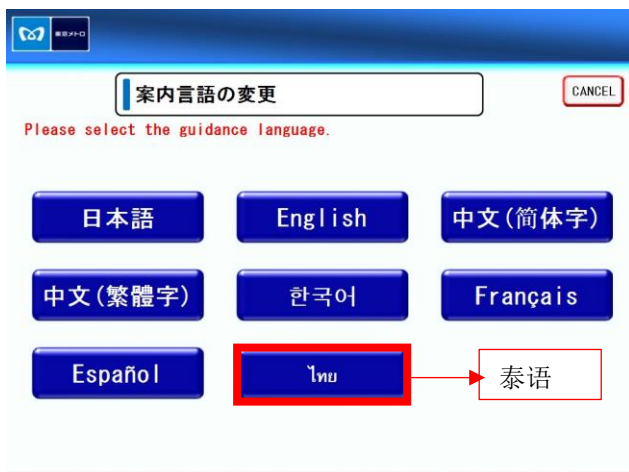 東京メトロ
案内言語の変更
CANCEL
Please select the guidance language.
日本語
English
中文(简体字)
中文(繁體字)
한국어
Français
Español
ไทย
泰语